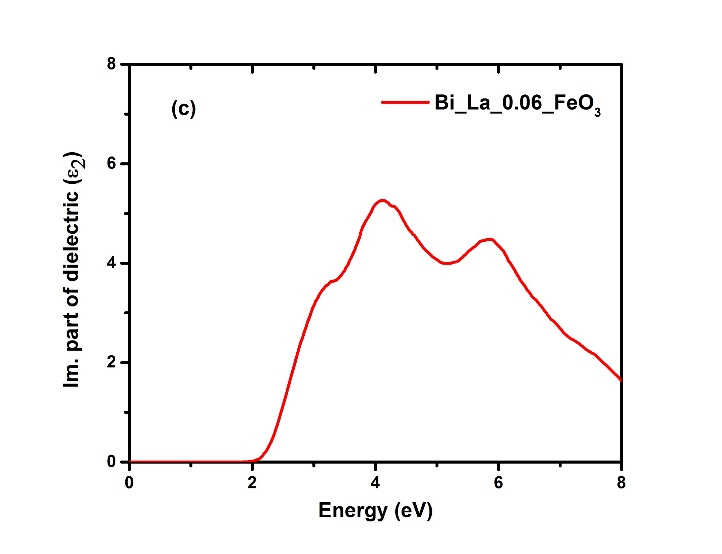 8
6
4
2
0
0 2 4 6 8
(c)
Bi_La_0.06_FeO₃
Im. part of dielectric (ε₂)
Energy (eV)